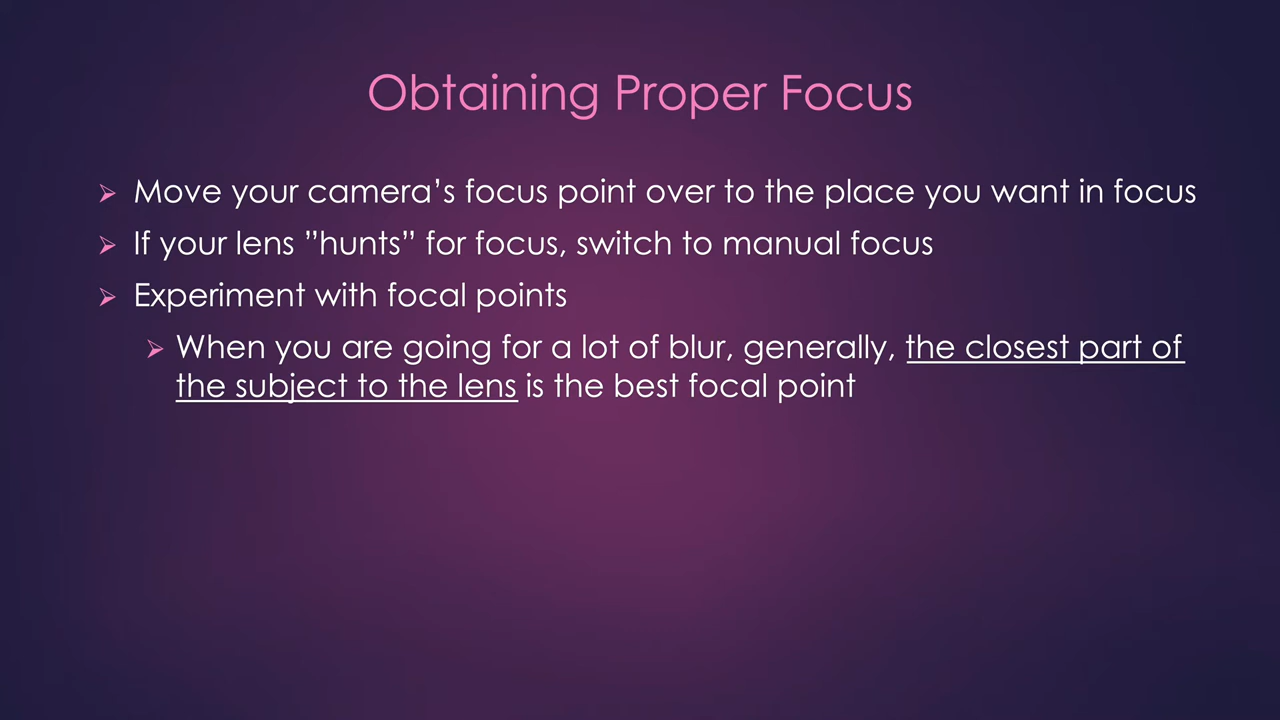 Obtaining Proper Focus
Move your camera’s focus point over to the place you want in focus
If your lens ”hunts” for focus, switch to manual focus
Experiment with focal points
When you are going for a lot of blur, generally, the closest part of
the subject to the lens is the best focal point